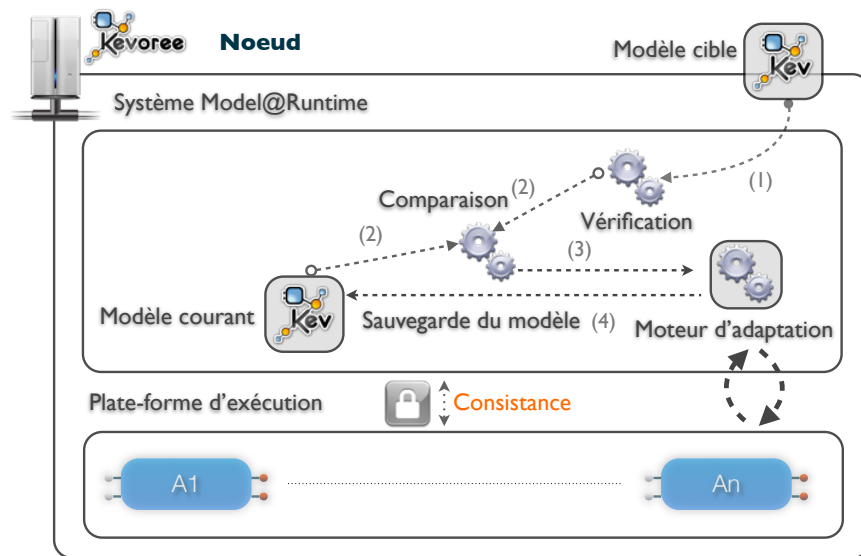 Kevoree
Noeud
Modèle cible
Kev
Système Model@Runtime
(1)
Comparaison
(2)
Vérification
(2)
(3)
Modèle courant
Kev
Sauvegarde du modèle (4)
Moteur d'adaptation
Plate-forme d'exécution
Consistance
A1
An